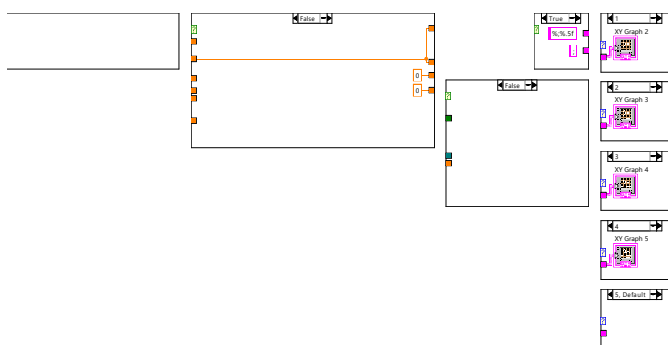 False
?
0
0
True
?
%;%.5f
;
False
?
1
XY Graph 2
?
2
XY Graph 3
?
3
XY Graph 4
?
4
XY Graph 5
?
5, Default
?